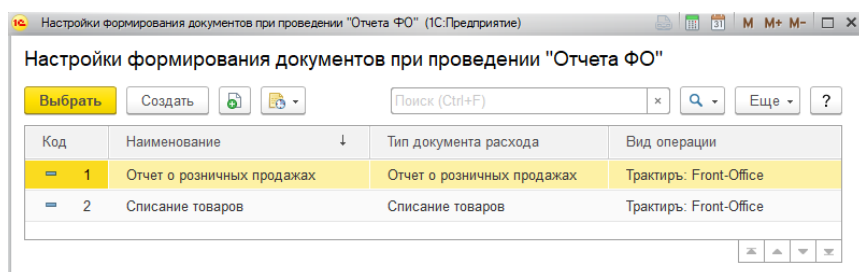 1С Настройки формирования документов при проведении "Отчета ФО" (1С:Предприятие) 31 M M+ M-
Настройки формирования документов при проведении "Отчета ФО"
Выбрать Создать Поиск (Ctrl+F) × Еще ?
Код Наименование ↓ Тип документа расхода Вид операции
1 Отчет о розничных продажах Отчет о розничных продажах Трактиръ: Front-Office
2 Списание товаров Списание товаров Трактиръ: Front-Office